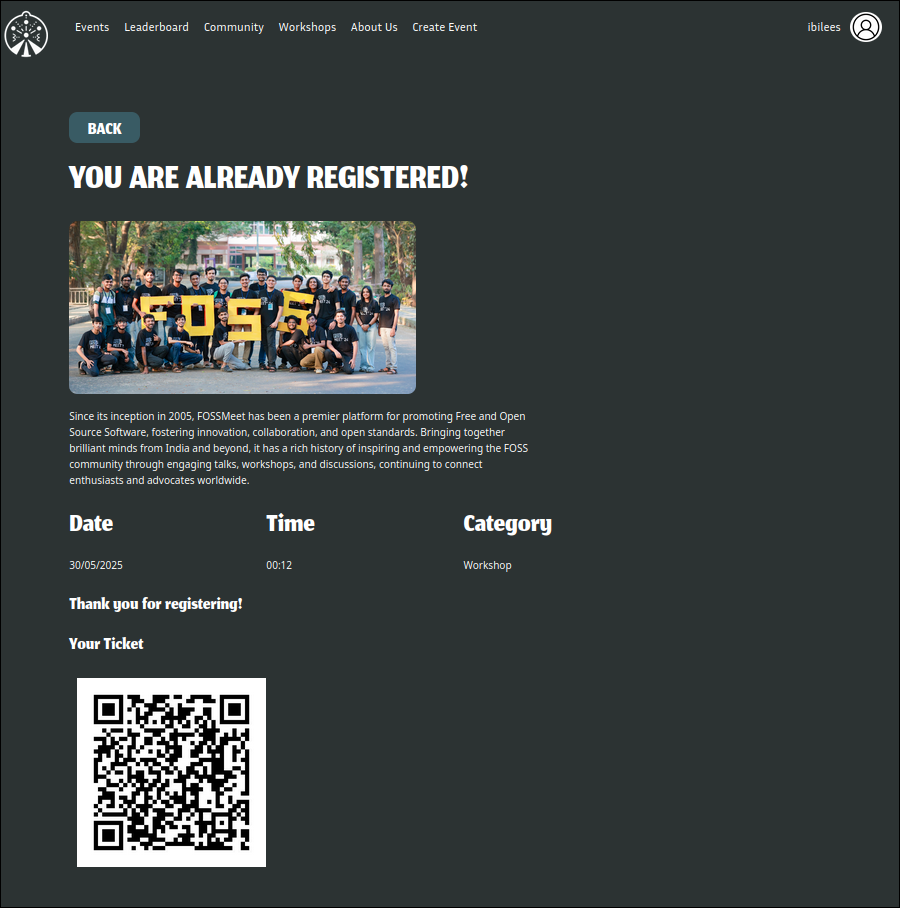 Events Leaderboard Community Workshops About Us Create Event ibilees
BACK
YOU ARE ALREADY REGISTERED!
FOSS
Since its inception in 2005, FOSSMeet has been a premier platform for promoting Free and Open
Source Software, fostering innovation, collaboration, and open standards. Bringing together
brilliant minds from India and beyond, it has a rich history of inspiring and empowering the FOSS
community through engaging talks, workshops, and discussions, continuing to connect
enthusiasts and advocates worldwide.
Date Time Category
30/05/2025 00:12 Workshop
Thank you for registering!
Your Ticket